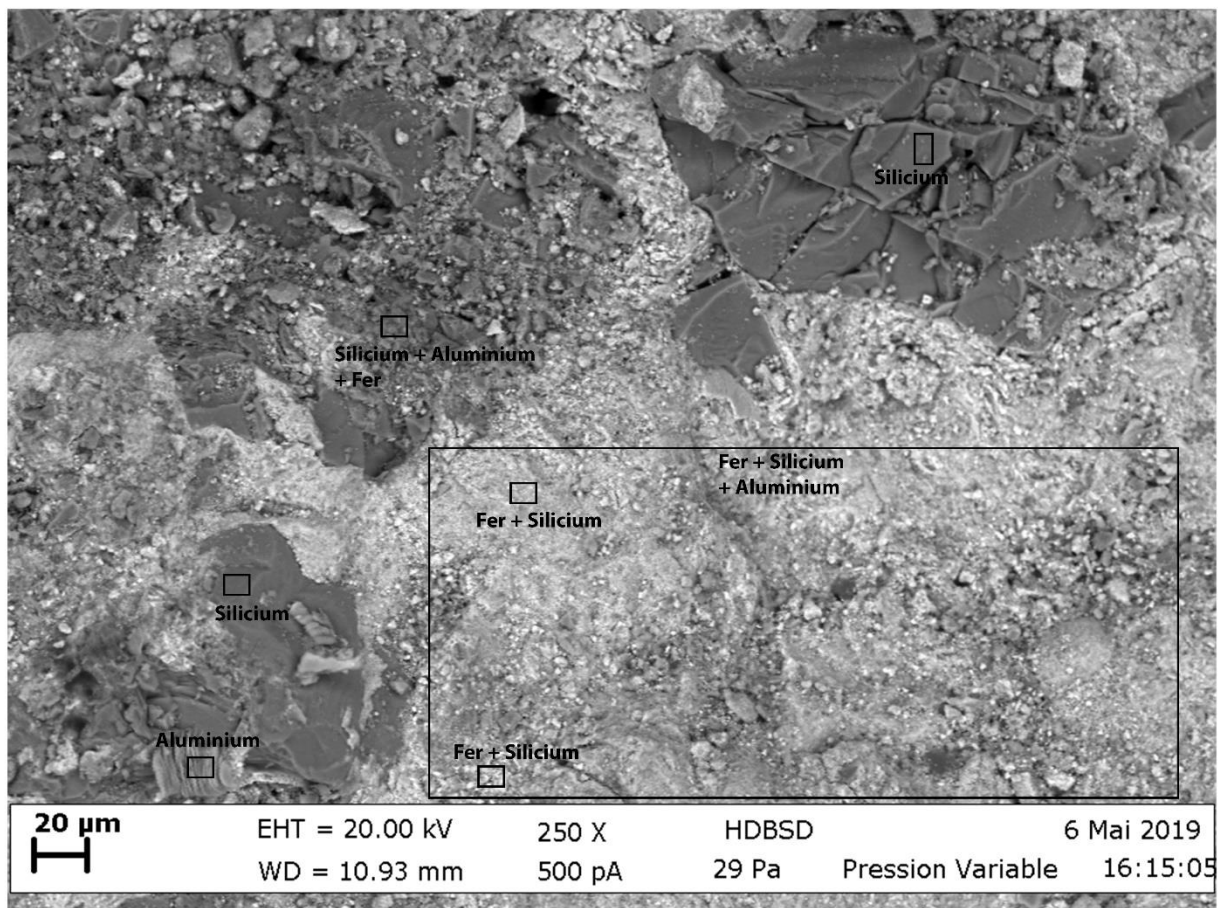 Silicium
Silicium + Aluminium
+ Fer
Fer + Silicium
+ Aluminium
Fer + Silicium
Silicium
Aluminium
Fer + Silicium
20 µm
EHT = 20.00 kV
250 X
HDBSD
6 Mai 2019
WD = 10.93 mm
500 pA
29 Pa
Pression Variable
16:15:05